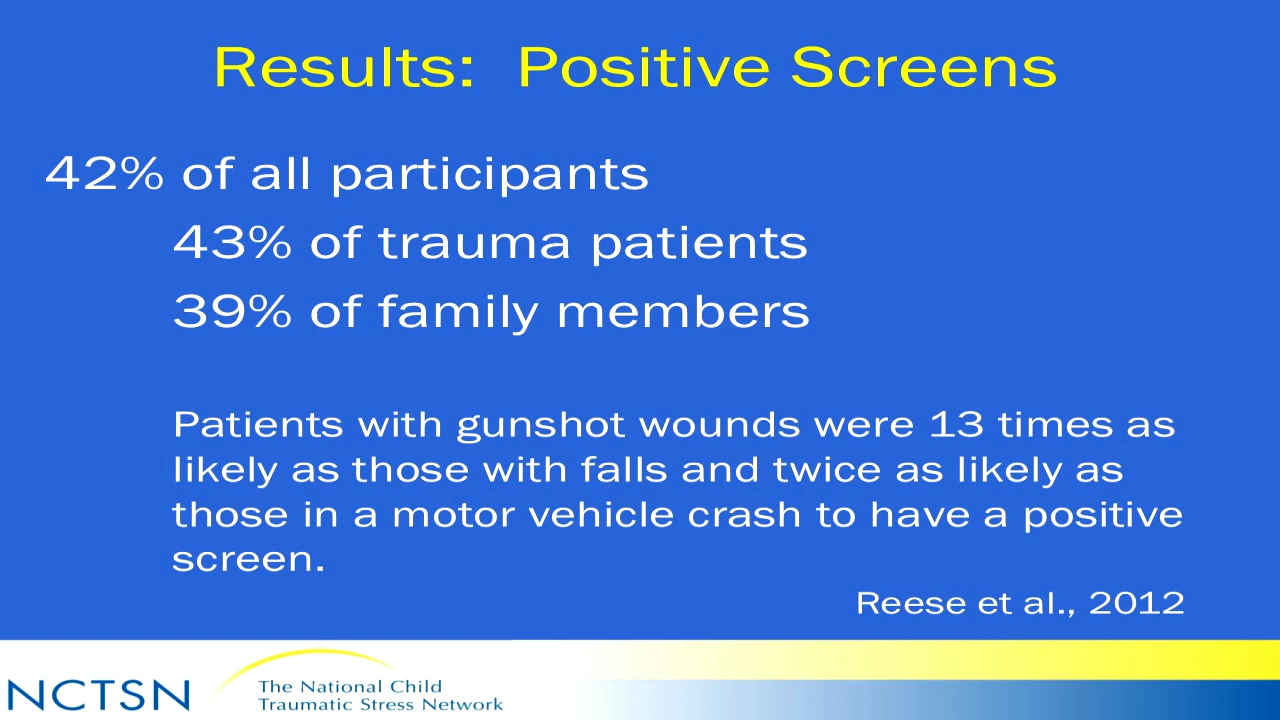 Results: Positive Screens
42% of all participants
43% of trauma patients
39% of family members
Patients with gunshot wounds were 13 times as
likely as those with falls and twice as likely as
those in a motor vehicle crash to have a positive
screen.
Reese et al., 2012
NCTSN
The National Child
Traumatic Stress Network